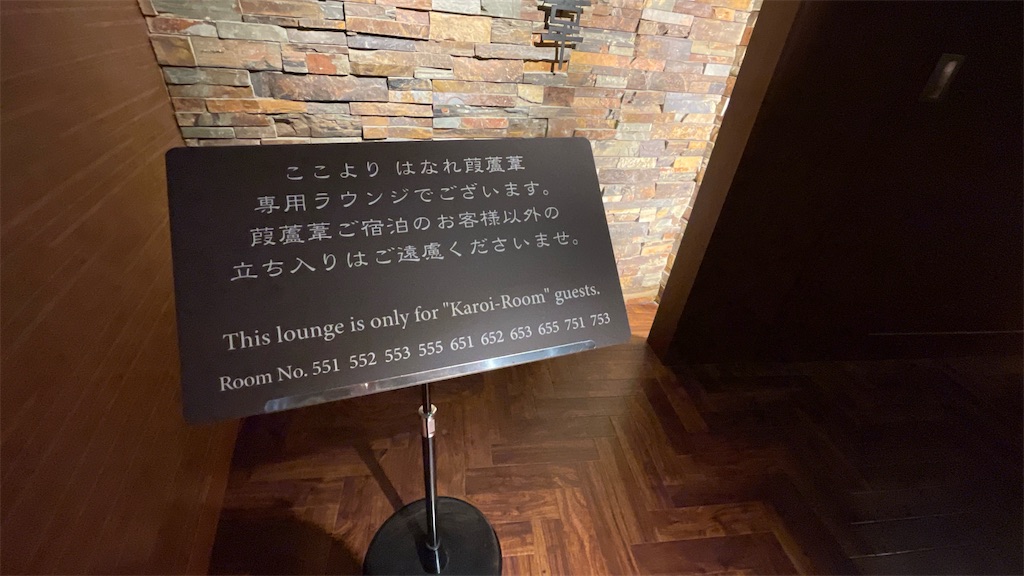 ここより はなれ葭蘆葦
専用ラウンジでございます。
葭蘆葦ご宿泊のお客様以外の
立ち入りはご遠慮くださいませ。
This lounge is only for "Karoi-Room" guests.
Room No. 551 552 553 555 651 652 653 655 751 753